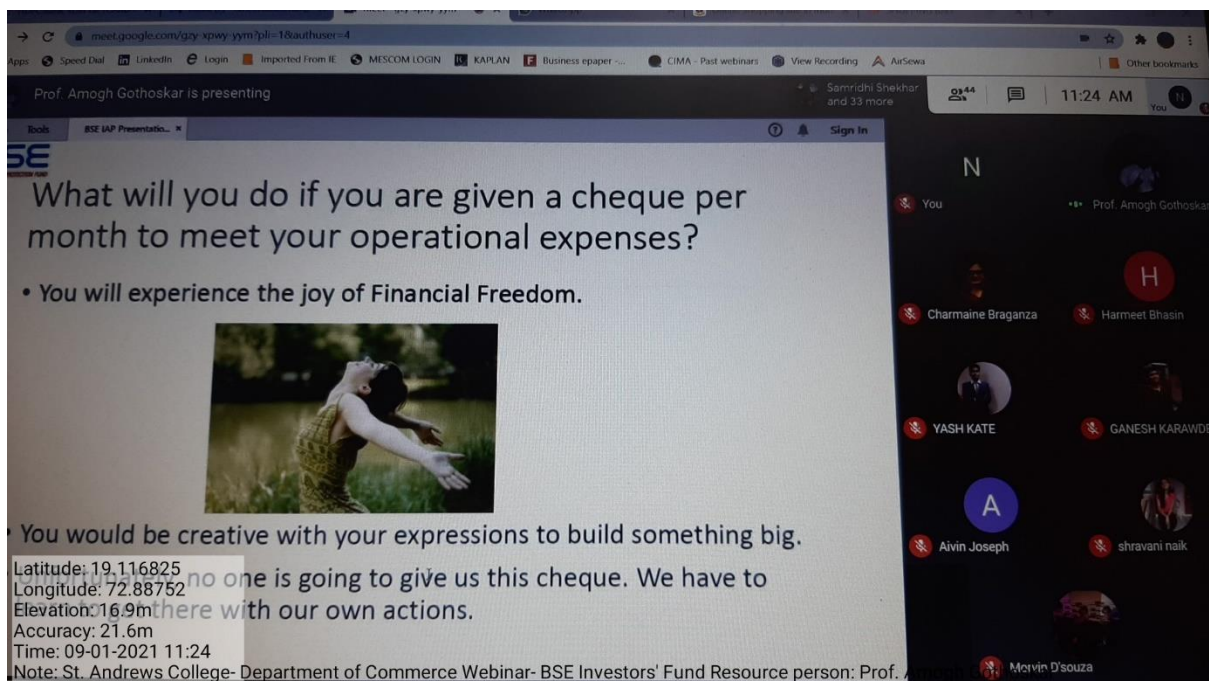 meet.google.com/gzy-xpwy-yym?pli=1&authuser=4
Apps Speed Dial LinkedIn Login Imported From IE MESCOM LOGIN KAPLAN Business epaper -... CIMA - Past webinars View Recording AirSewa Other bookmarks
Prof. Amogh Gothoskar is presenting
Samridhi Shekhar
and 33 more
44
11:24 AM
You
N
Tools BSE IAP Presentatio... Sign In
SE
What will you do if you are given a cheque per
month to meet your operational expenses?
• You will experience the joy of Financial Freedom.
• You would be creative with your expressions to build something big.
Unfortunately, no one is going to give us this cheque. We have to
learn to get there with our own actions.
N
You
Prof. Amogh Gothoskar
Charmaine Braganza
H
Harmeet Bhasin
YASH KATE
GANESH KARAWDE
A
Aivin Joseph
shravani naik
Morvin D'souza
Latitude: 19.116825
Longitude: 72.88752
Elevation: 16.9m
Accuracy: 21.6m
Time: 09-01-2021 11:24
Note: St. Andrews College- Department of Commerce Webinar- BSE Investors' Fund Resource person: Prof.